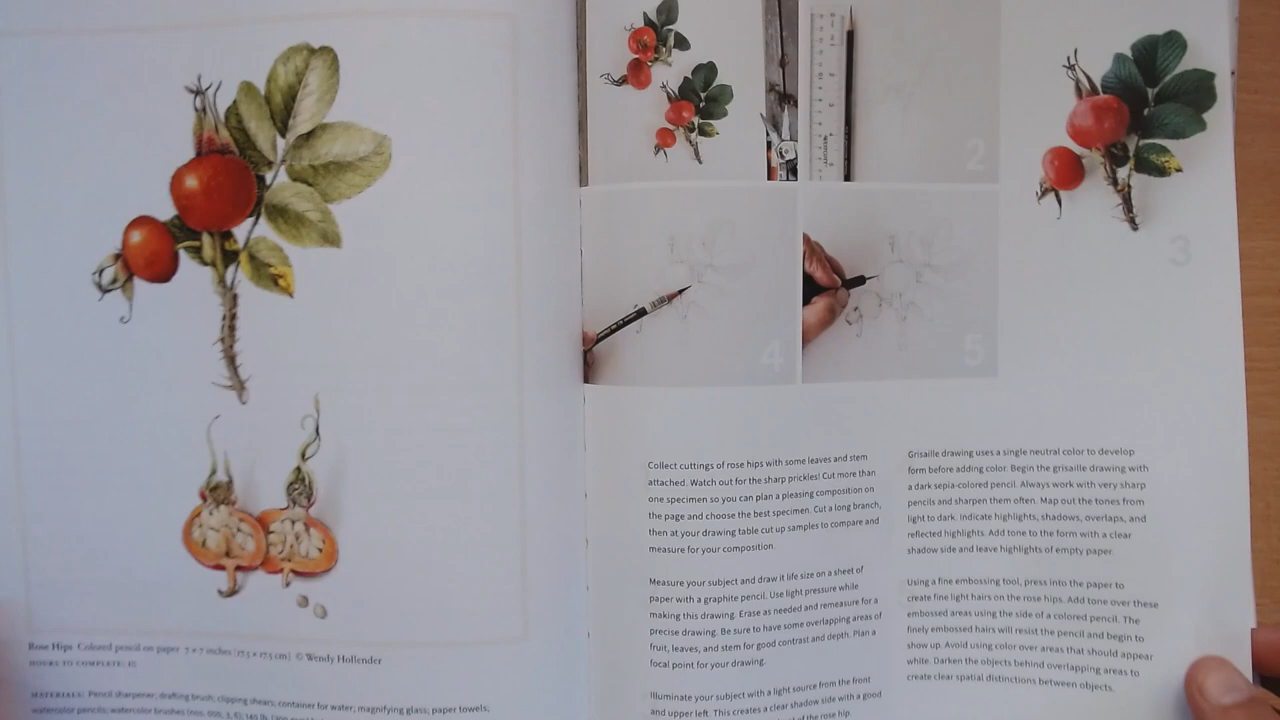 Rose Hips Colored pencil on paper 7 × 7 inches [17.5 × 17.5 cm] © Wendy Hollender
HOURS TO COMPLETE: 15
MATERIALS: Pencil sharpener; drafting brush; clipping shears; container for water; magnifying glass; paper towels;
watercolor pencils; watercolor brushes
2
3
4
5
Collect cuttings of rose hips with some leaves and stem
attached. Watch out for the sharp prickles! Cut more than
one specimen so you can plan a pleasing composition on
the page and choose the best specimen. Cut a long branch,
then at your drawing table cut up samples to compare and
measure for your composition.
Measure your subject and draw it life size on a sheet of
paper with a graphite pencil. Use light pressure while
making this drawing. Erase as needed and remeasure for a
precise drawing. Be sure to have some overlapping areas of
fruit, leaves, and stem for good contrast and depth. Plan a
focal point for your drawing.
Illuminate your subject with a light source from the front
and upper left. This creates a clear shadow side with a good
of the rose hip.
Grisaille drawing uses a single neutral color to develop
form before adding color. Begin the grisaille drawing with
a dark sepia-colored pencil. Always work with very sharp
pencils and sharpen them often. Map out the tones from
light to dark. Indicate highlights, shadows, overlaps, and
reflected highlights. Add tone to the form with a clear
shadow side and leave highlights of empty paper.
Using a fine embossing tool, press into the paper to
create fine light hairs on the rose hips. Add tone over these
embossed areas using the side of a colored pencil. The
finely embossed hairs will resist the pencil and begin to
show up. Avoid using color over areas that should appear
white. Darken the objects behind overlapping areas to
create clear spatial distinctions between objects.